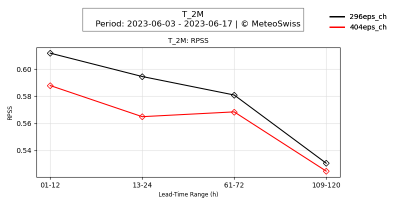 T_2M
Period: 2023-06-03 - 2023-06-17 | © MeteoSwiss
296eps_ch
404eps_ch
T_2M: RPSS
RPSS
0.60
0.58
0.56
0.54
01-12
13-24
61-72
109-120
Lead-Time Range (h)